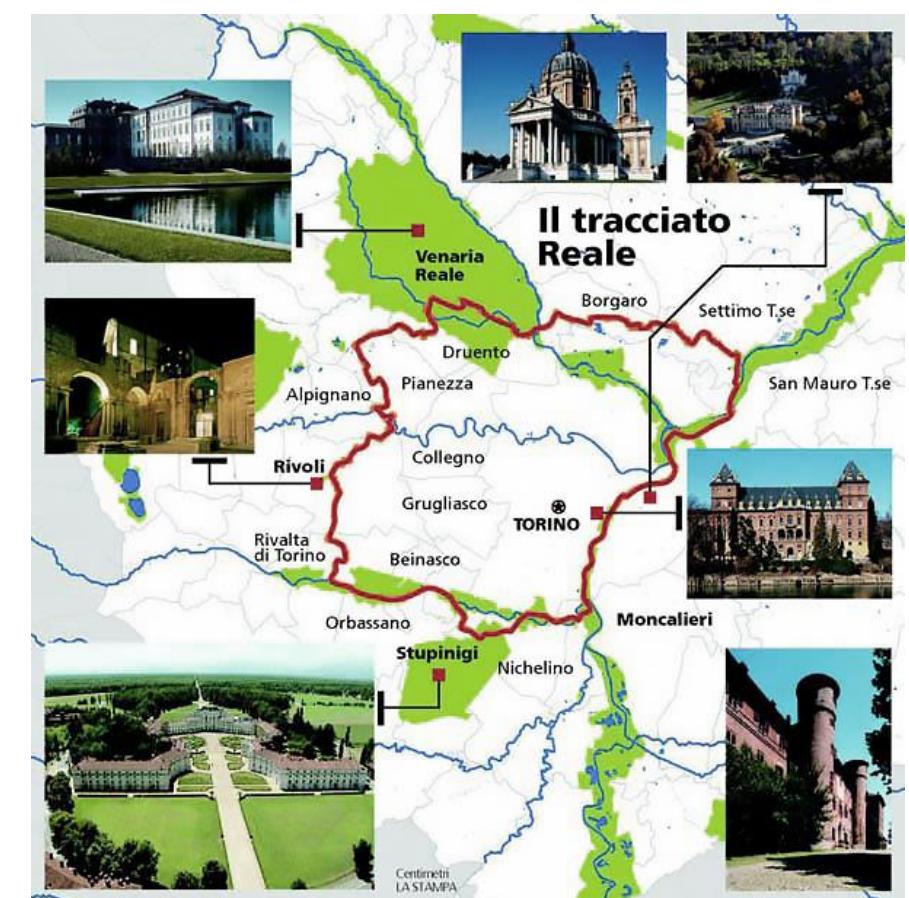 Il tracciato
Reale
Venaria
Reale
Borgaro
Settimo T.se
Druento
San Mauro T.se
Alpignano
Pianezza
Collegno
Rivoli
Grugliasco
TORINO
Rivalta
di Torino
Beinasco
Orbassano
Moncalieri
Stupinigi
Nichelino
Centimetri
LA STAMPA